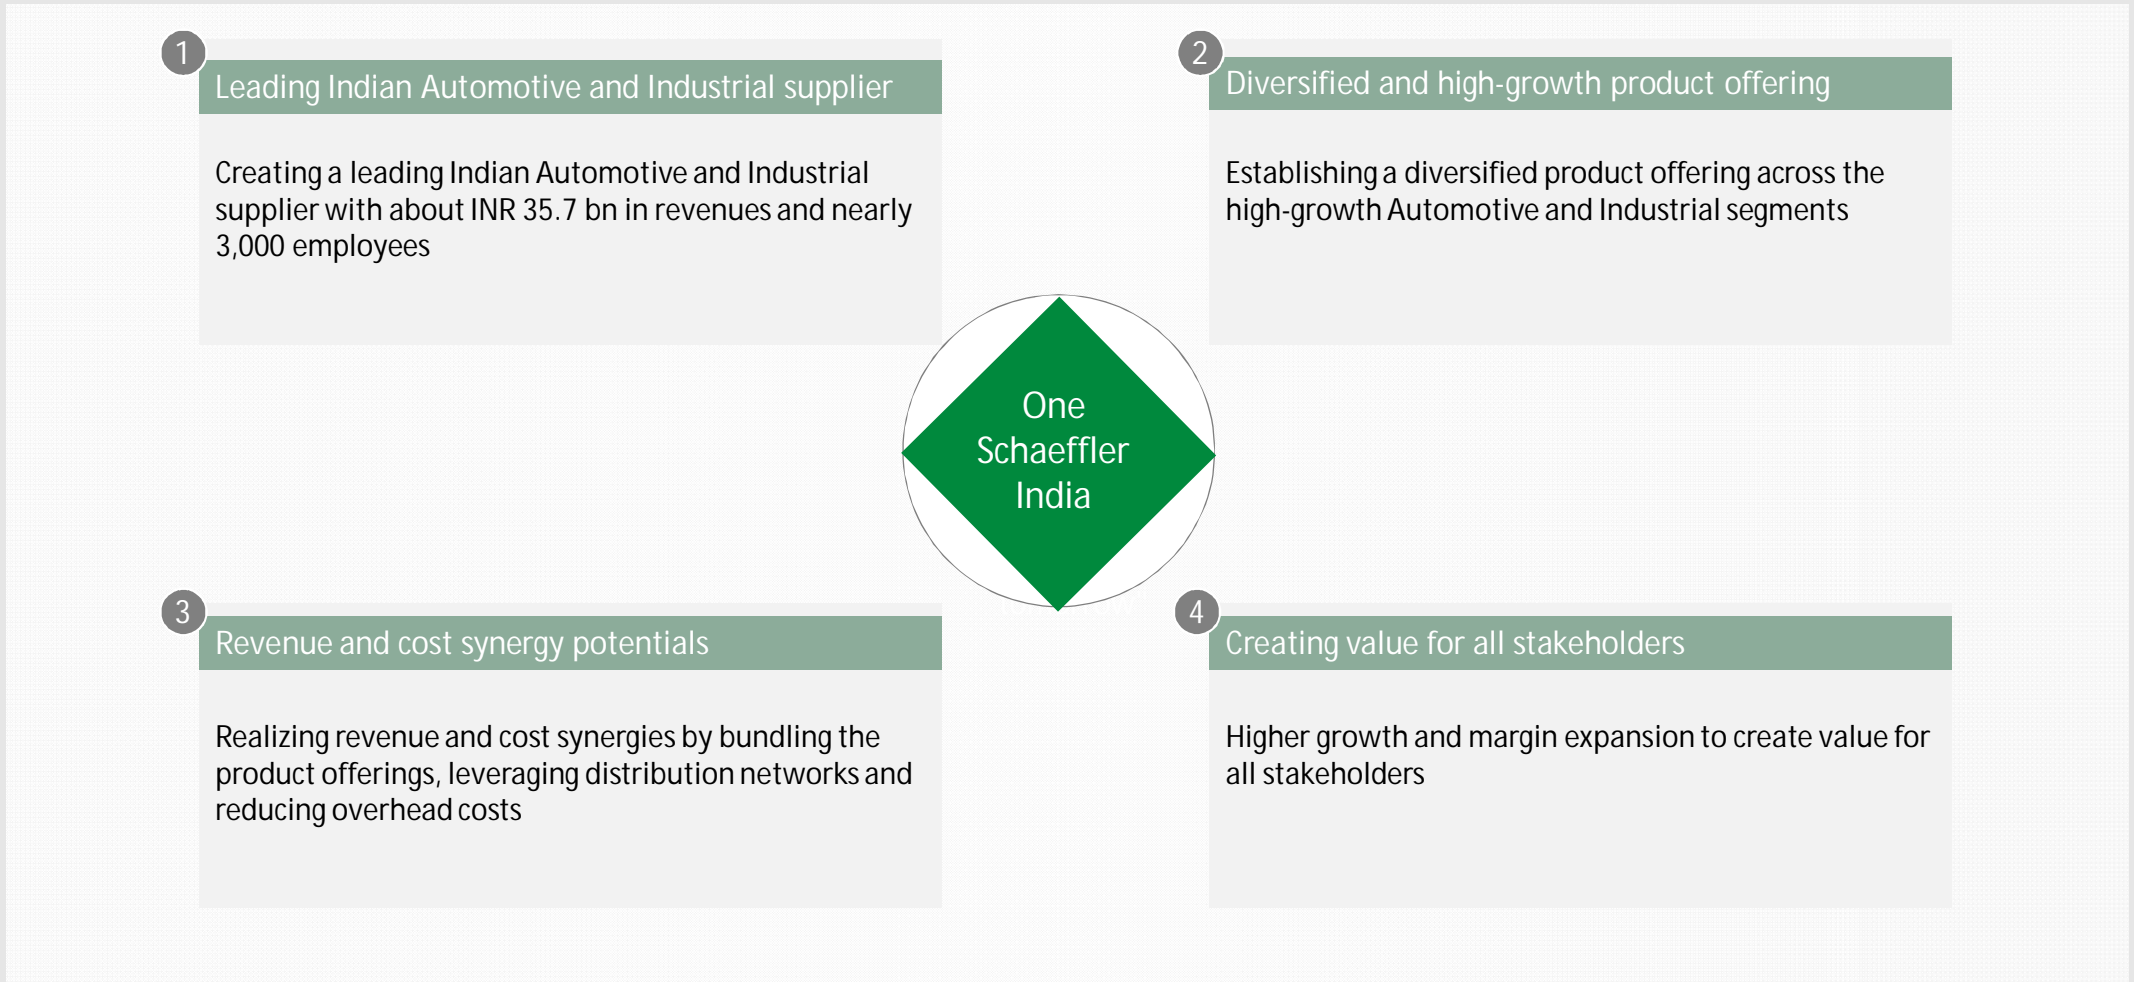 1
Leading Indian Automotive and Industrial supplier
Creating a leading Indian Automotive and Industrial
supplier with about INR 35.7 bn in revenues and nearly
3,000 employees
2
Diversified and high-growth product offering
Establishing a diversified product offering across the
high-growth Automotive and Industrial segments
One
Schaeffler
India
3
Revenue and cost synergy potentials
Realizing revenue and cost synergies by bundling the
product offerings, leveraging distribution networks and
reducing overhead costs
4
Creating value for all stakeholders
Higher growth and margin expansion to create value for
all stakeholders